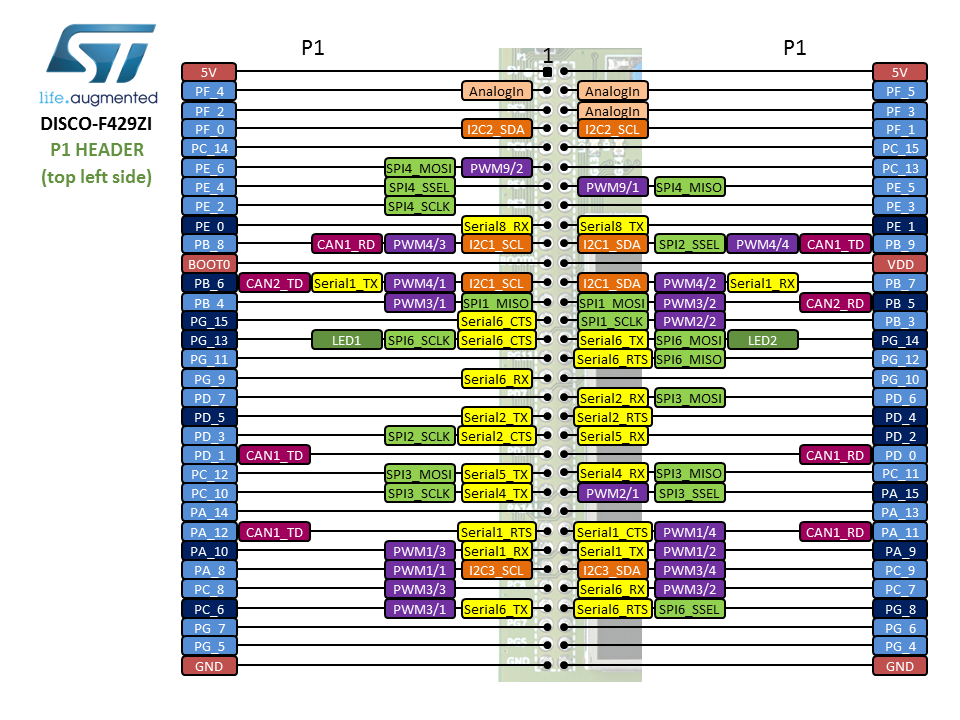 P1 P1
life.augmented
DISCO-F429ZI
P1 HEADER
(top left side)
1
5V 5V
PF_4 AnalogIn AnalogIn PF_5
PF_2 AnalogIn PF_3
PF_0 I2C2_SDA I2C2_SCL PF_1
PC_14 PC_15
PE_6 SPI4_MOSI PWM9/2 PC_13
PE_4 SPI4_SSEL PWM9/1 SPI4_MISO PE_5
PE_2 SPI4_SCLK PE_3
PE_0 Serial8_RX Serial8_TX PE_1
PB_8 CAN1_RD PWM4/3 I2C1_SCL I2C1_SDA SPI2_SSEL PWM4/4 CAN1_TD PB_9
BOOT0 VDD
PB_6 CAN2_TD Serial1_TX PWM4/1 I2C1_SCL I2C1_SDA PWM4/2 Serial1_RX PB_7
PB_4 PWM3/1 SPI1_MISO SPI1_MOSI PWM3/2 CAN2_RD PB_5
PG_15 Serial6_CTS SPI1_SCLK PWM2/2 PB_3
PG_13 LED1 SPI6_SCLK Serial6_CTS Serial6_TX SPI6_MOSI LED2 PG_14
PG_11 Serial6_RTS SPI6_MISO PG_12
PG_9 Serial6_RX PG_10
PD_7 Serial2_RX SPI3_MOSI PD_6
PD_5 Serial2_TX Serial2_RTS PD_4
PD_3 SPI2_SCLK Serial2_CTS Serial5_RX PD_2
PD_1 CAN1_TD CAN1_RD PD_0
PC_12 SPI3_MOSI Serial5_TX Serial4_RX SPI3_MISO PC_11
PC_10 SPI3_SCLK Serial4_TX PWM2/1 SPI3_SSEL PA_15
PA_14 PA_13
PA_12 CAN1_TD Serial1_RTS Serial1_CTS PWM1/4 CAN1_RD PA_11
PA_10 PWM1/3 Serial1_RX Serial1_TX PWM1/2 PA_9
PA_8 PWM1/1 I2C3_SCL I2C3_SDA PWM3/4 PC_9
PC_8 PWM3/3 Serial6_RX PWM3/2 PC_7
PC_6 PWM3/1 Serial6_TX Serial6_RTS SPI6_SSEL PG_8
PG_7 PG_6
PG_5 PG_4
GND GND